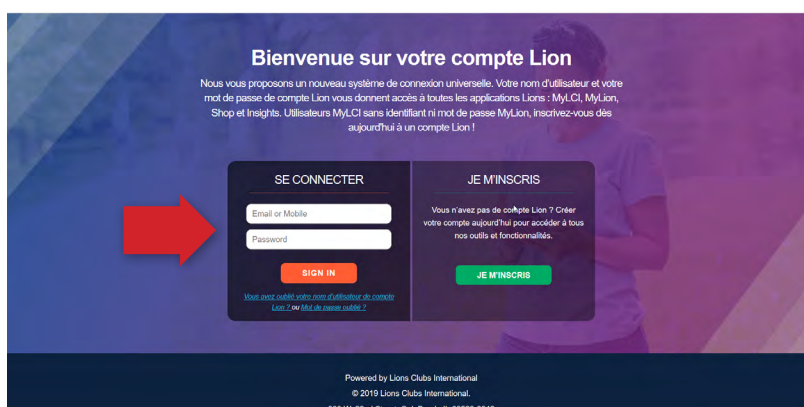 Bienvenue sur votre compte Lion
Nous vous proposons un nouveau système de connexion universelle. Votre nom d'utilisateur et votre
mot de passe de compte Lion vous donnent accès à toutes les applications Lions : MyLCI, MyLion,
Shop et Insights. Utilisateurs MyLCI sans identifiant ni mot de passe MyLion, inscrivez-vous dès
aujourd'hui à un compte Lion !
SE CONNECTER
Email or Mobile
Password
SIGN IN
Vous avez oublié votre nom d'utilisateur de compte
Lion ? ou Mot de passe oublié ?
JE M'INSCRIS
Vous n'avez pas de compte Lion ? Créer
votre compte aujourd'hui pour accéder à tous
nos outils et fonctionnalités.
JE M'INSCRIS
Powered by Lions Clubs International
© 2019 Lions Clubs International.